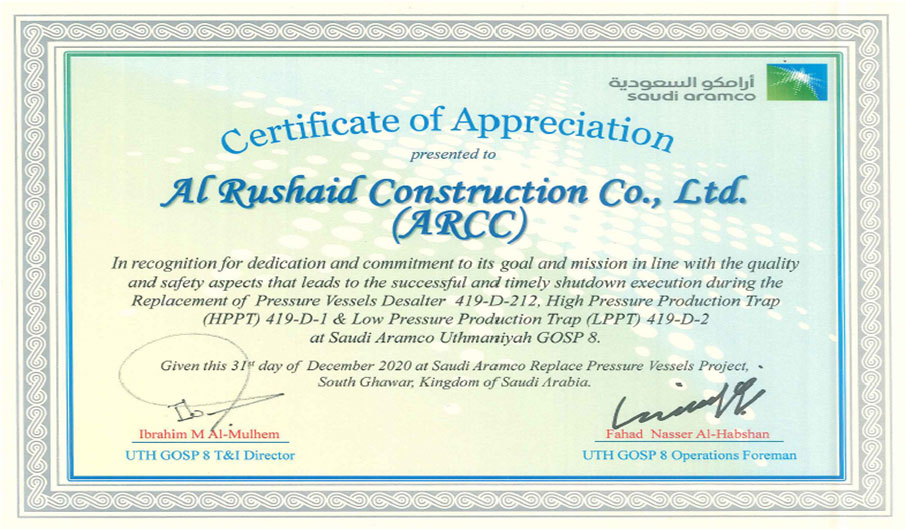 أرامكو السعودية
saudi aramco
Certificate of Appreciation
presented to
Al Rushaid Construction Co., Ltd.
(ARCC)
In recognition for dedication and commitment to its goal and mission in line with the quality
and safety aspects that leads to the successful and timely shutdown execution during the
Replacement of Pressure Vessels Desalter 419-D-212, High Pressure Production Trap
(HPPT) 419-D-1 & Low Pressure Production Trap (LPPT) 419-D-2
at Saudi Aramco Uthmaniyah GOSP 8.
Given this 31st day of December 2020 at Saudi Aramco Replace Pressure Vessels Project,
South Ghawar, Kingdom of Saudi Arabia.
Ibrahim M Al-Mulhem
UTH GOSP 8 T&I Director
Fahad Nasser Al-Habshan
UTH GOSP 8 Operations Foreman